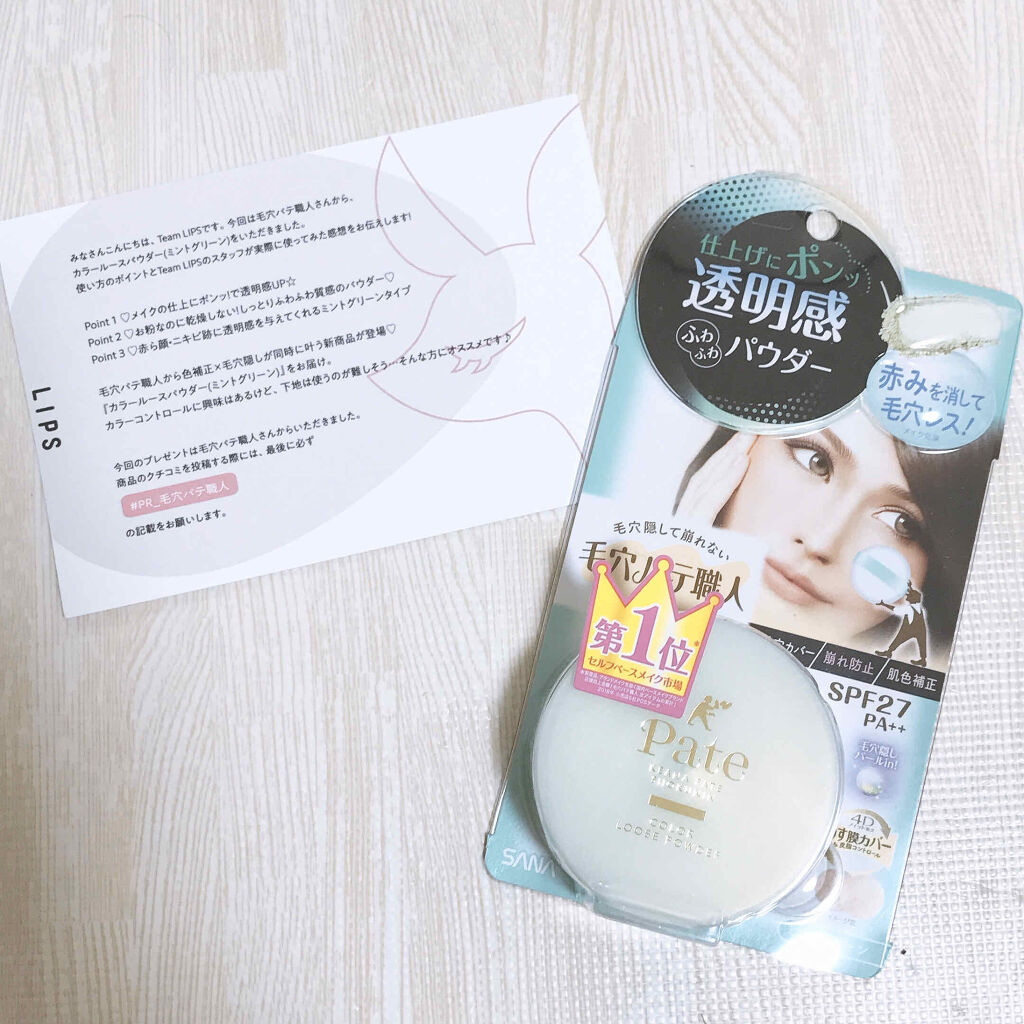 みなさんこんにちは、Team LIPSです。今回は毛穴パテ職人さんから、
カラールースパウダー(ミントグリーン)をいただきました。
使い方のポイントとTeam LIPSのスタッフが実際に使ってみた感想をお伝えします!
Point 1 ♡メイクの仕上にポンッ!で透明感UP☆
Point 2 ♡お粉なのに乾燥しない!しっとりふわふわ質感のパウダー♡
Point 3 ♡赤ら顔・ニキビ跡に透明感を与えてくれるミントグリーンタイプ
毛穴パテ職人から色補正×毛穴隠しが同時に叶う新商品が登場♡
『カラールースパウダー(ミントグリーン)』をお届け。
カラーコントロールに興味はあるけど、下地は使うのが難しそう…そんな方にオススメです♪
今回のプレゼントは毛穴パテ職人さんからいただきました。
商品のクチコミを投稿する際には、最後に必ず
#PR_毛穴パテ職人
の記載をお願いします。
LIPS
仕上げにポンッ
透明感
ふわふわ
パウダー
赤みを消して
毛穴レス!
毛穴隠して崩れない
毛穴パテ職人
第1位
セルフベースメイク市場
カバー
崩れ防止
肌色補正
SPF27
PA++
毛穴隠し
パールin!
4D
す膜カバー
Pate
COLOR
LOOSE POWDER
SANA